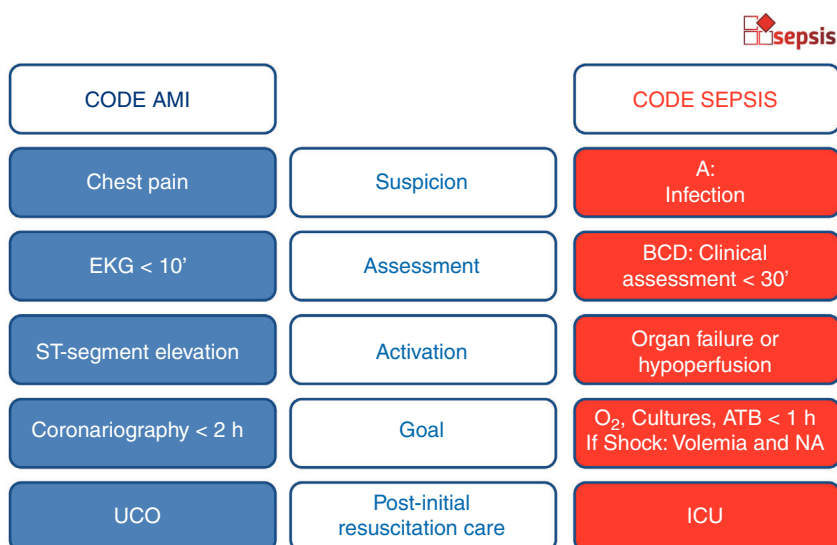 sepsis
CODE AMI
CODE SEPSIS
Chest pain
Suspicion
A:
Infection
EKG < 10’
Assessment
BCD: Clinical
assessment < 30’
ST-segment elevation
Activation
Organ failure or
hypoperfusion
Coronariography < 2 h
Goal
O₂, Cultures, ATB < 1 h
If Shock: Volemia and NA
UCO
Post-initial
resuscitation care
ICU